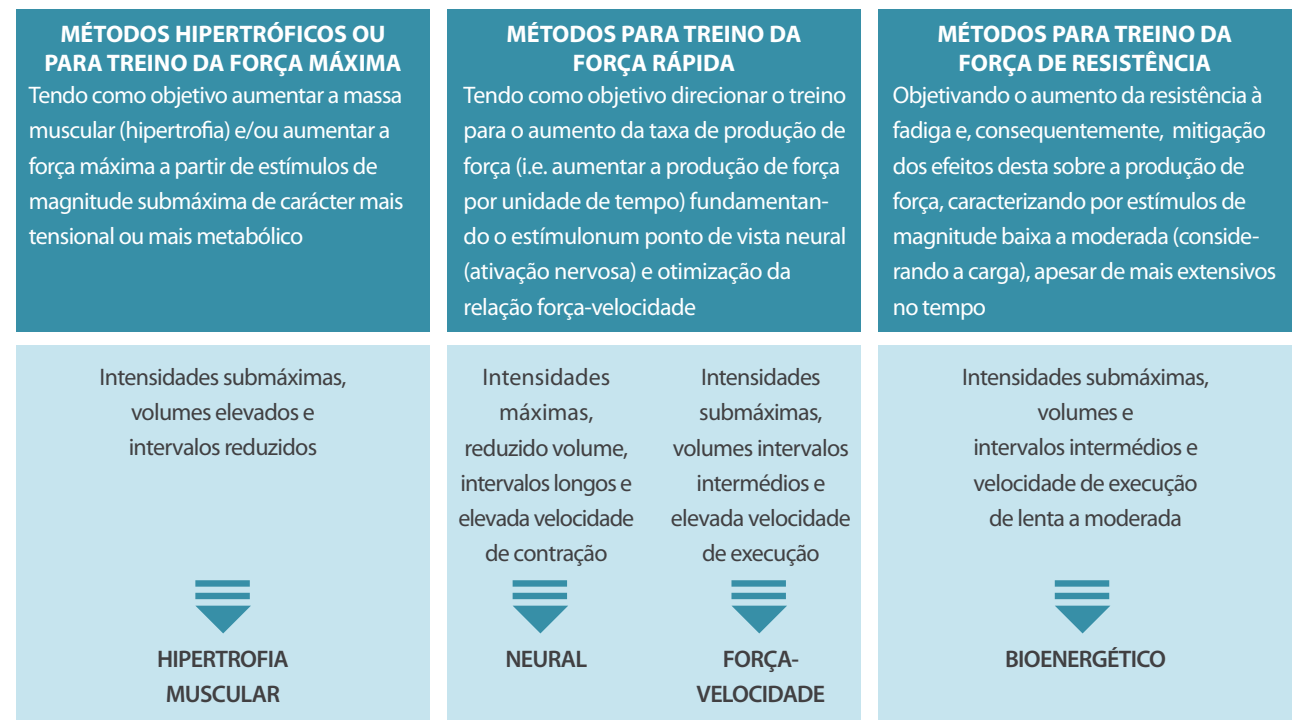 MÉTODOS HIPERTRÓFICOS OU
PARA TREINO DA FORÇA MÁXIMA
Tendo como objetivo aumentar a massa
muscular (hipertrofia) e/ou aumentar a
força máxima a partir de estímulos de
magnitude submáxima de carácter mais
tensional ou mais metabólico
MÉTODOS PARA TREINO DA
FORÇA RÁPIDA
Tendo como objetivo direcionar o treino
para o aumento da taxa de produção de
força (i.e. aumentar a produção de força
por unidade de tempo) fundamentan-
do o estímulonum ponto de vista neural
(ativação nervosa) e otimização da
relação força-velocidade
MÉTODOS PARA TREINO DA
FORÇA DE RESISTÊNCIA
Objetivando o aumento da resistência à
fadiga e, consequentemente, mitigação
dos efeitos desta sobre a produção de
força, caracterizando por estímulos de
magnitude baixa a moderada (conside-
rando a carga), apesar de mais extensivos
no tempo
Intensidades submáximas,
volumes elevados e
intervalos reduzidos
HIPERTROFIA
MUSCULAR
Intensidades
máximas,
reduzido volume,
intervalos longos e
elevada velocidade
de contração
NEURAL
Intensidades
submáximas,
volumes intervalos
intermédios e
elevada velocidade
de execução
FORÇA-
VELOCIDADE
Intensidades submáximas,
volumes e
intervalos intermédios e
velocidade de execução
de lenta a moderada
BIOENERGÉTICO